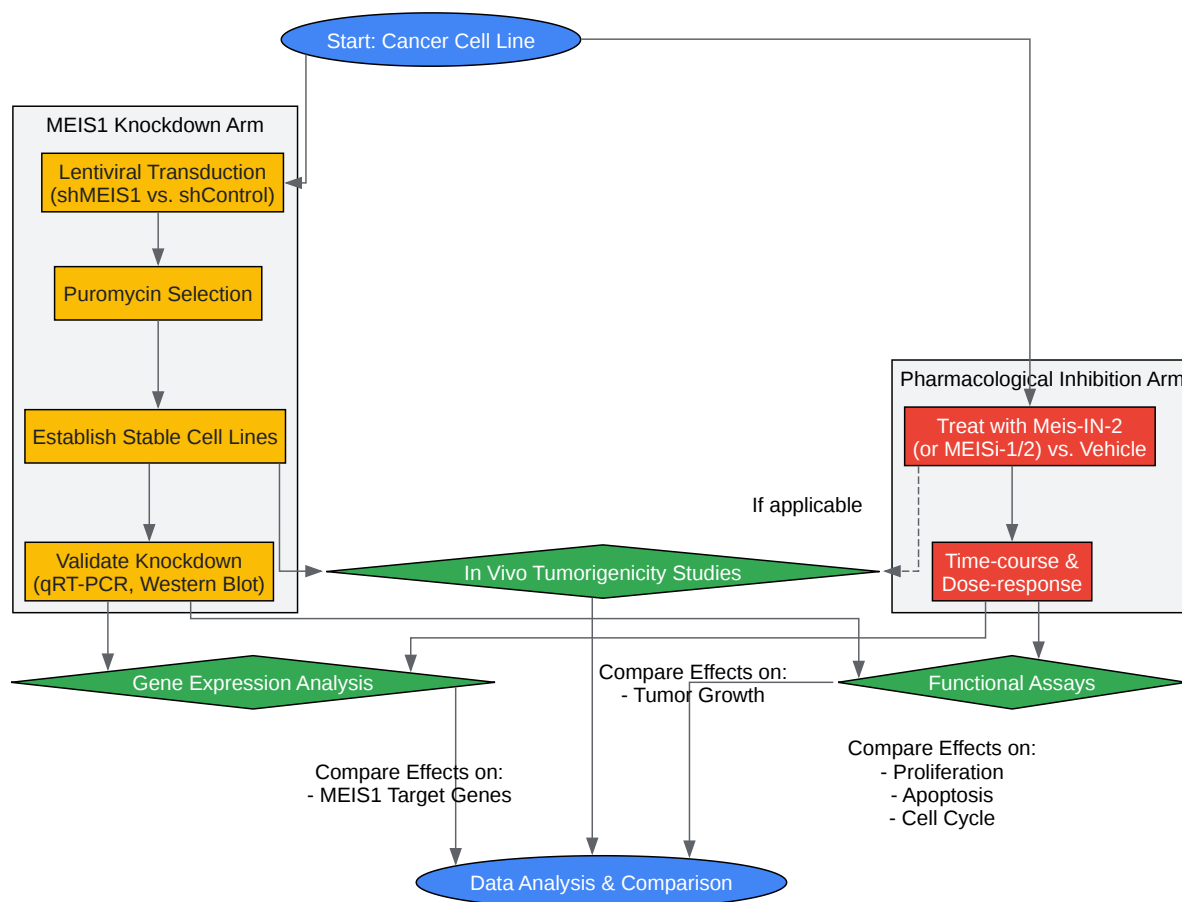 Start: Cancer Cell Line
MEIS1 Knockdown Arm
Lentiviral Transduction
(shMEIS1 vs. shControl)
Puromycin Selection
Establish Stable Cell Lines
Validate Knockdown
(qRT-PCR, Western Blot)
Pharmacological Inhibition Arm
Treat with Meis-IN-2
(or MEISi-1/2) vs. Vehicle
If applicable
Time-course &
Dose-response
In Vivo Tumorigenicity Studies
Gene Expression Analysis
Compare Effects on:
- Tumor Growth
Functional Assays
Compare Effects on:
- MEIS1 Target Genes
Compare Effects on:
- Proliferation
- Apoptosis
- Cell Cycle
Data Analysis & Comparison